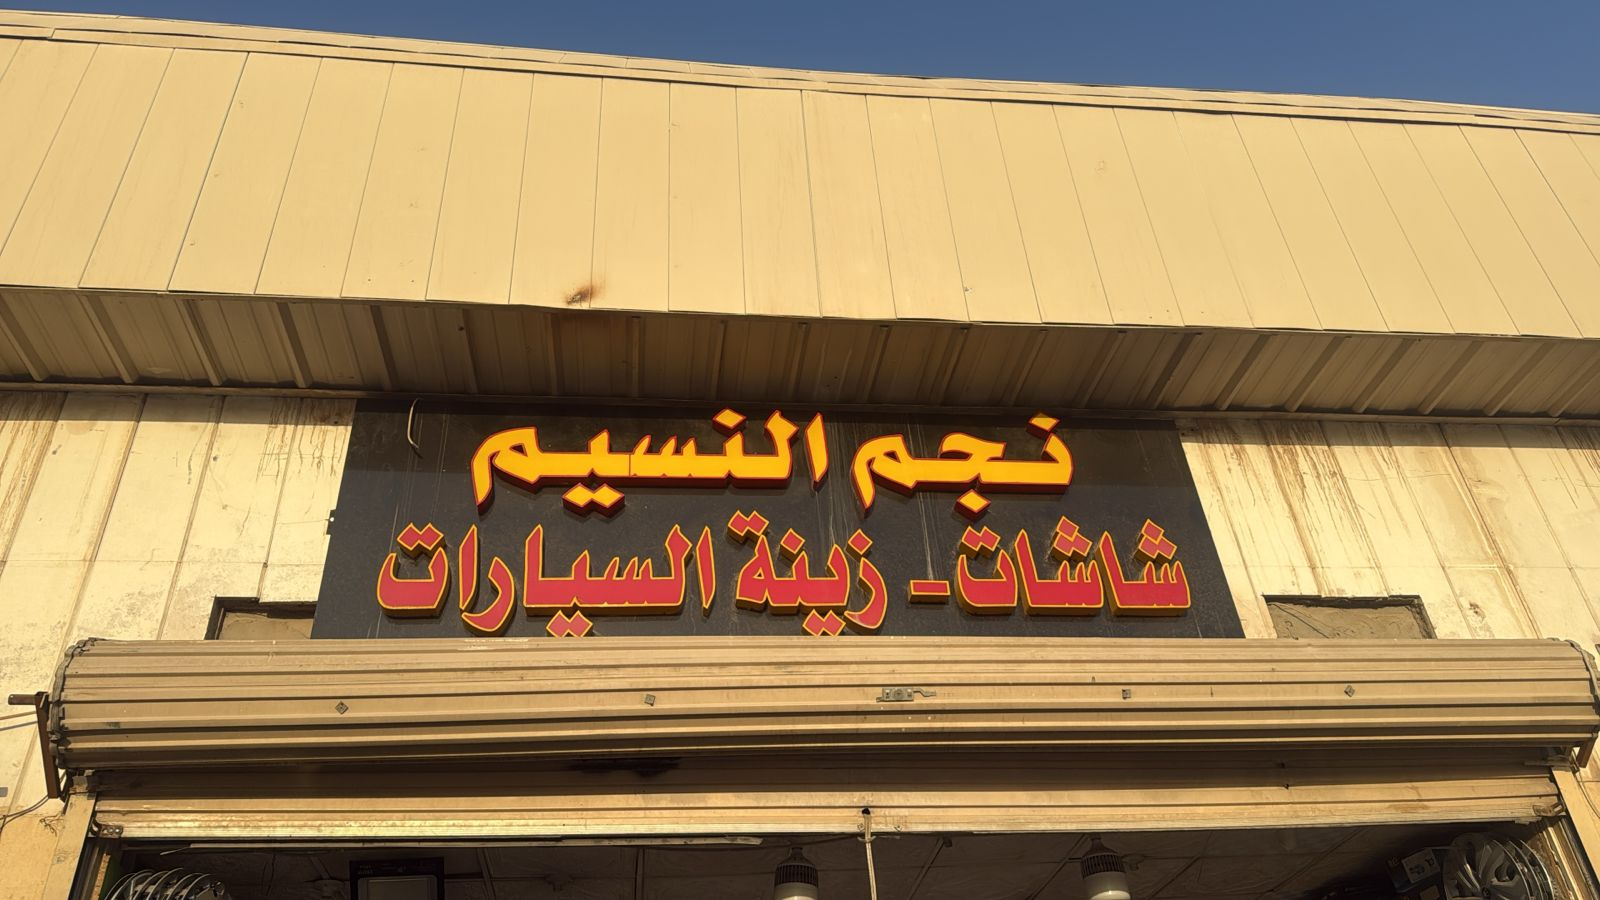 نجم النسيم
شاشات - زينة السيارات